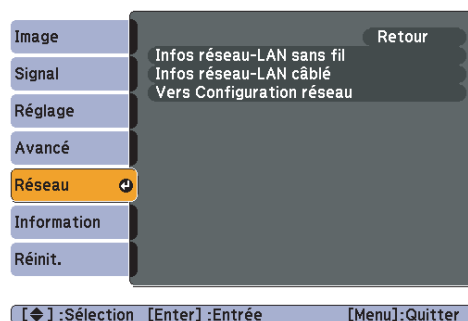 Image
Signal
Réglage
Avancé
Réseau
Information
Réinit.
Retour
Infos réseau-LAN sans fil
Infos réseau-LAN câblé
Vers Configuration réseau
[◆] :Sélection [Enter] :Entrée [Menu]:Quitter